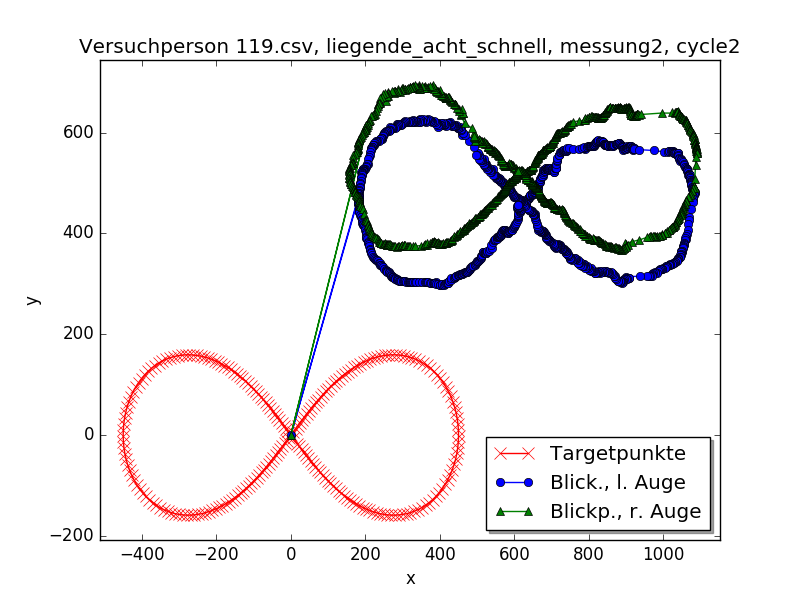 Versuchperson 119.csv, liegende_acht_schnell, messung2, cycle2
600
400
200
0
−200
y
−400
−200
0
200
400
600
800
1000
x
Targetpunkte
Blick., l. Auge
Blickp., r. Auge